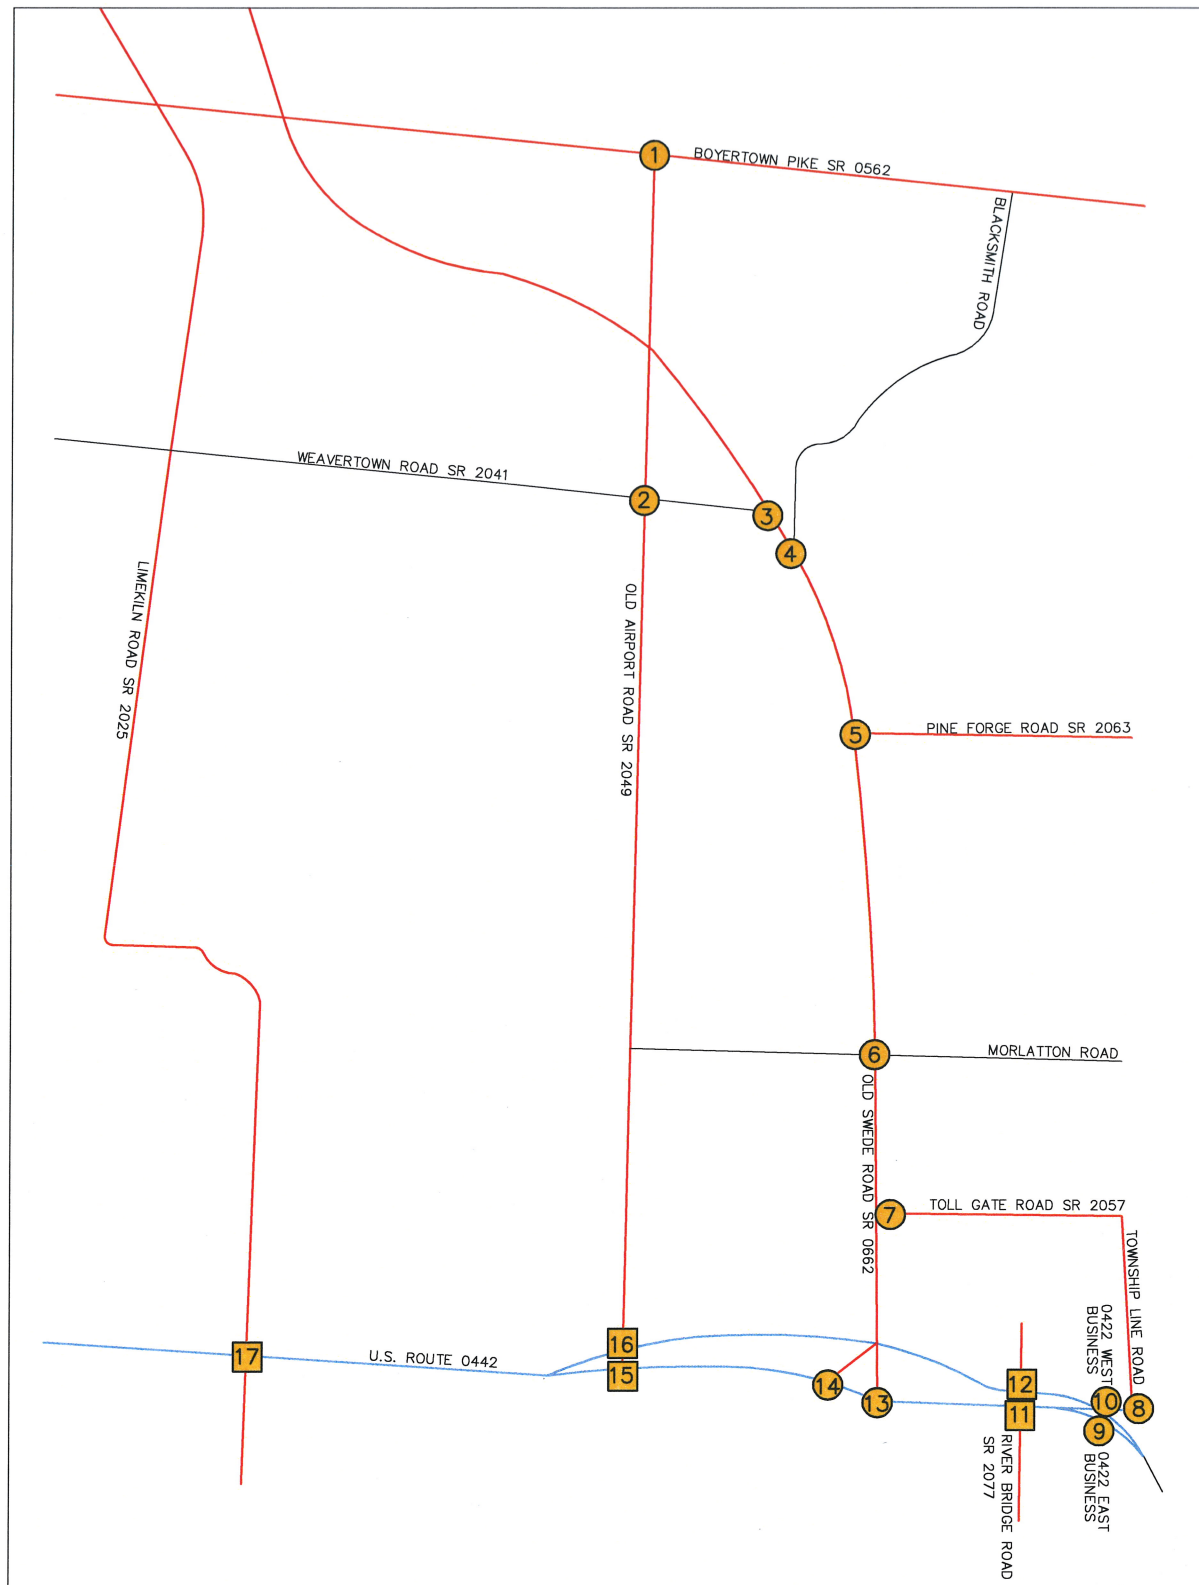 1
BOYERTOWN PIKE SR 0562
BLACKSMITH ROAD
WEAVERTOWN ROAD SR 2041
2
3
4
LIMEKILN ROAD SR 2025
OLD AIRPORT ROAD SR 2049
5
PINE FORGE ROAD SR 2063
6
MORLATTON ROAD
OLD SWEDE ROAD SR 0662
7
TOLL GATE ROAD SR 2057
TOWNSHIP LINE ROAD
0422 WEST
BUSINESS
16
17
U.S. ROUTE 0442
15
14
13
12
11
10
8
9
RIVER BRIDGE ROAD
SR 2077
0422 EAST
BUSINESS